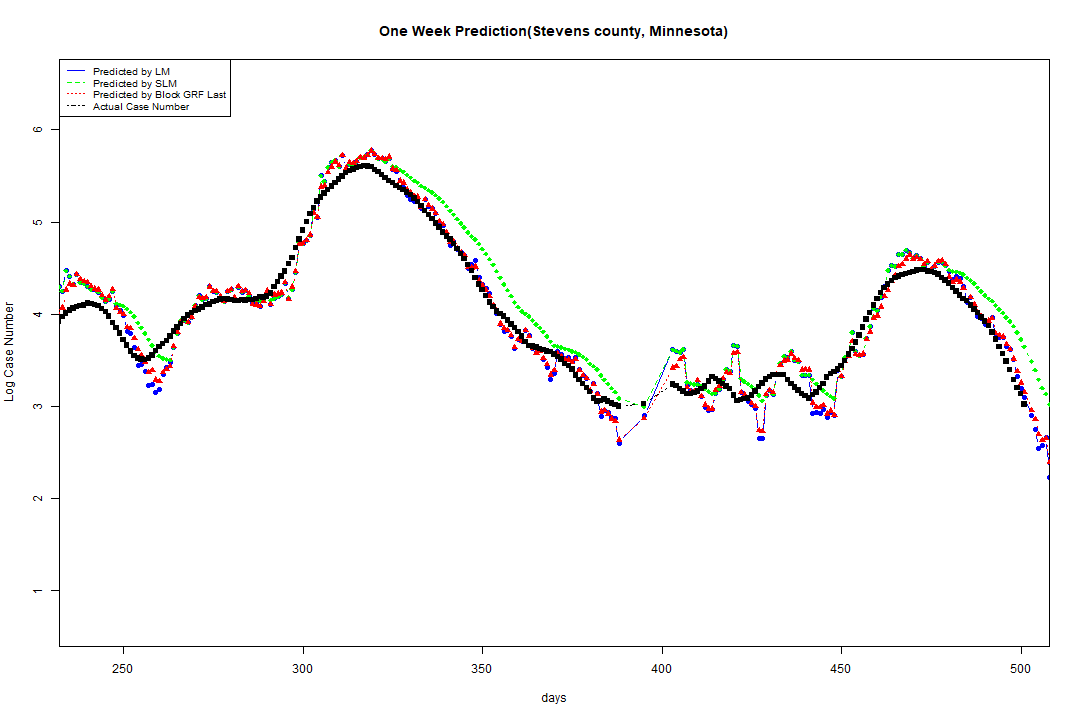 One Week Prediction(Stevens county, Minnesota)
Predicted by LM
Predicted by SLM
Predicted by Block GRF Last
Actual Case Number
6
5
4
3
2
1
Log Case Number
250 300 350 400 450 500
days